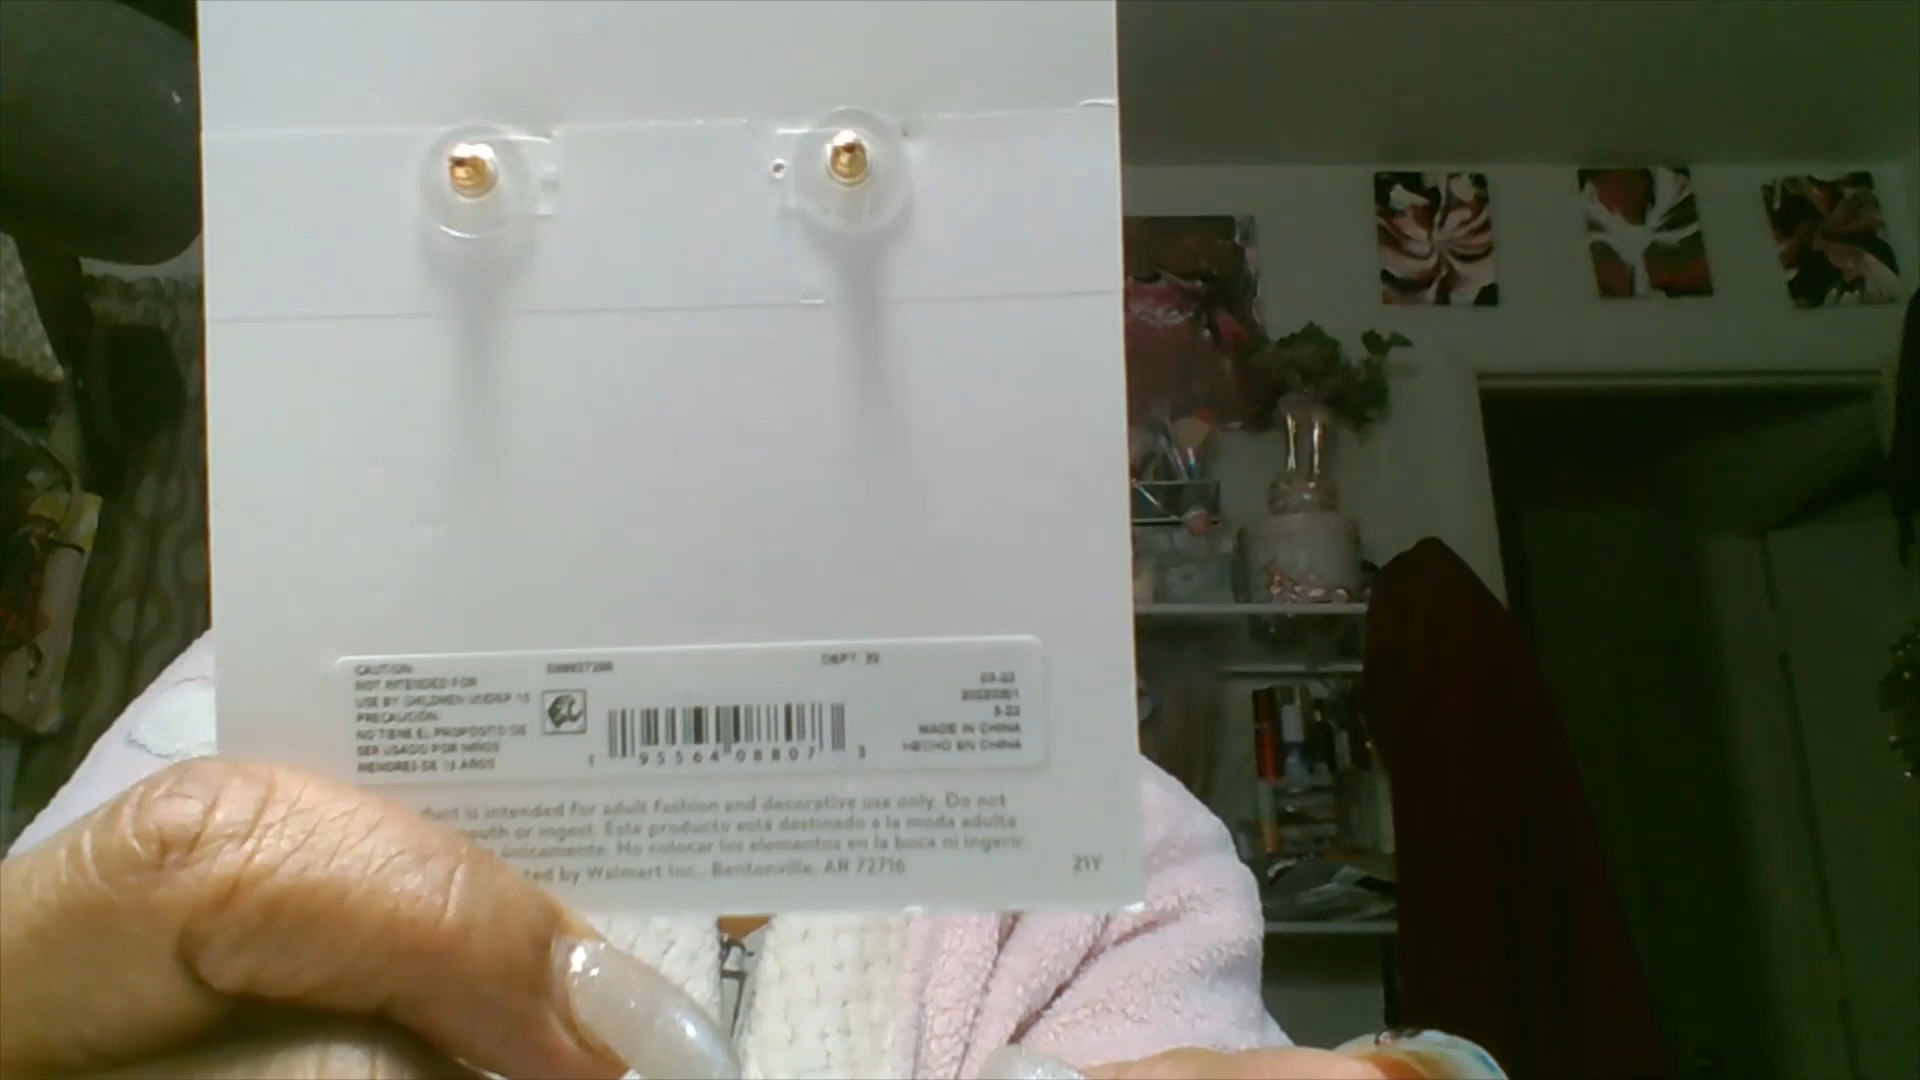 CAUTION:
NOT INTENDED FOR
USE BY CHILDREN UNDER 13
PRECAUCIÓN:
NO TIENE EL PROPÓSITO DE
SER USADO POR NIÑOS
MENORES DE 13 AÑOS
DEPT.
1 95564 08807 3
MADE IN CHINA
HECHO EN CHINA
duct is intended for adult fashion and decorative use only. Do not
outh or ingest. Este producto está destinado a la moda adulta
únicamente. No colocar los elementos en la boca ni ingerir.
ted by Walmart Inc., Bentonville, AR 72716
21Y